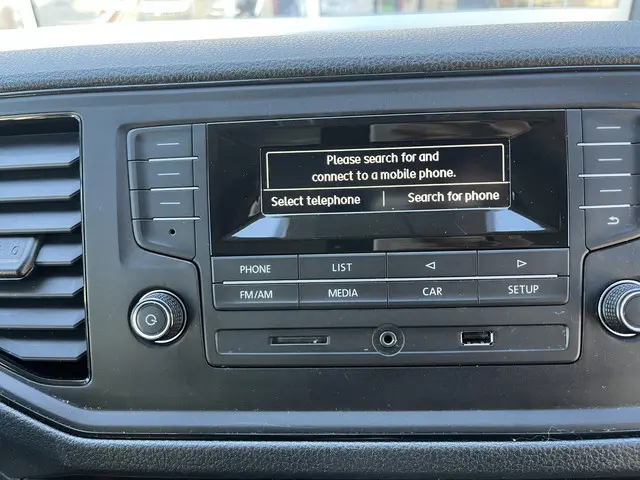 Please search for and
connect to a mobile phone.
Select telephone | Search for phone
PHONE LIST
FM/AM MEDIA CAR SETUP